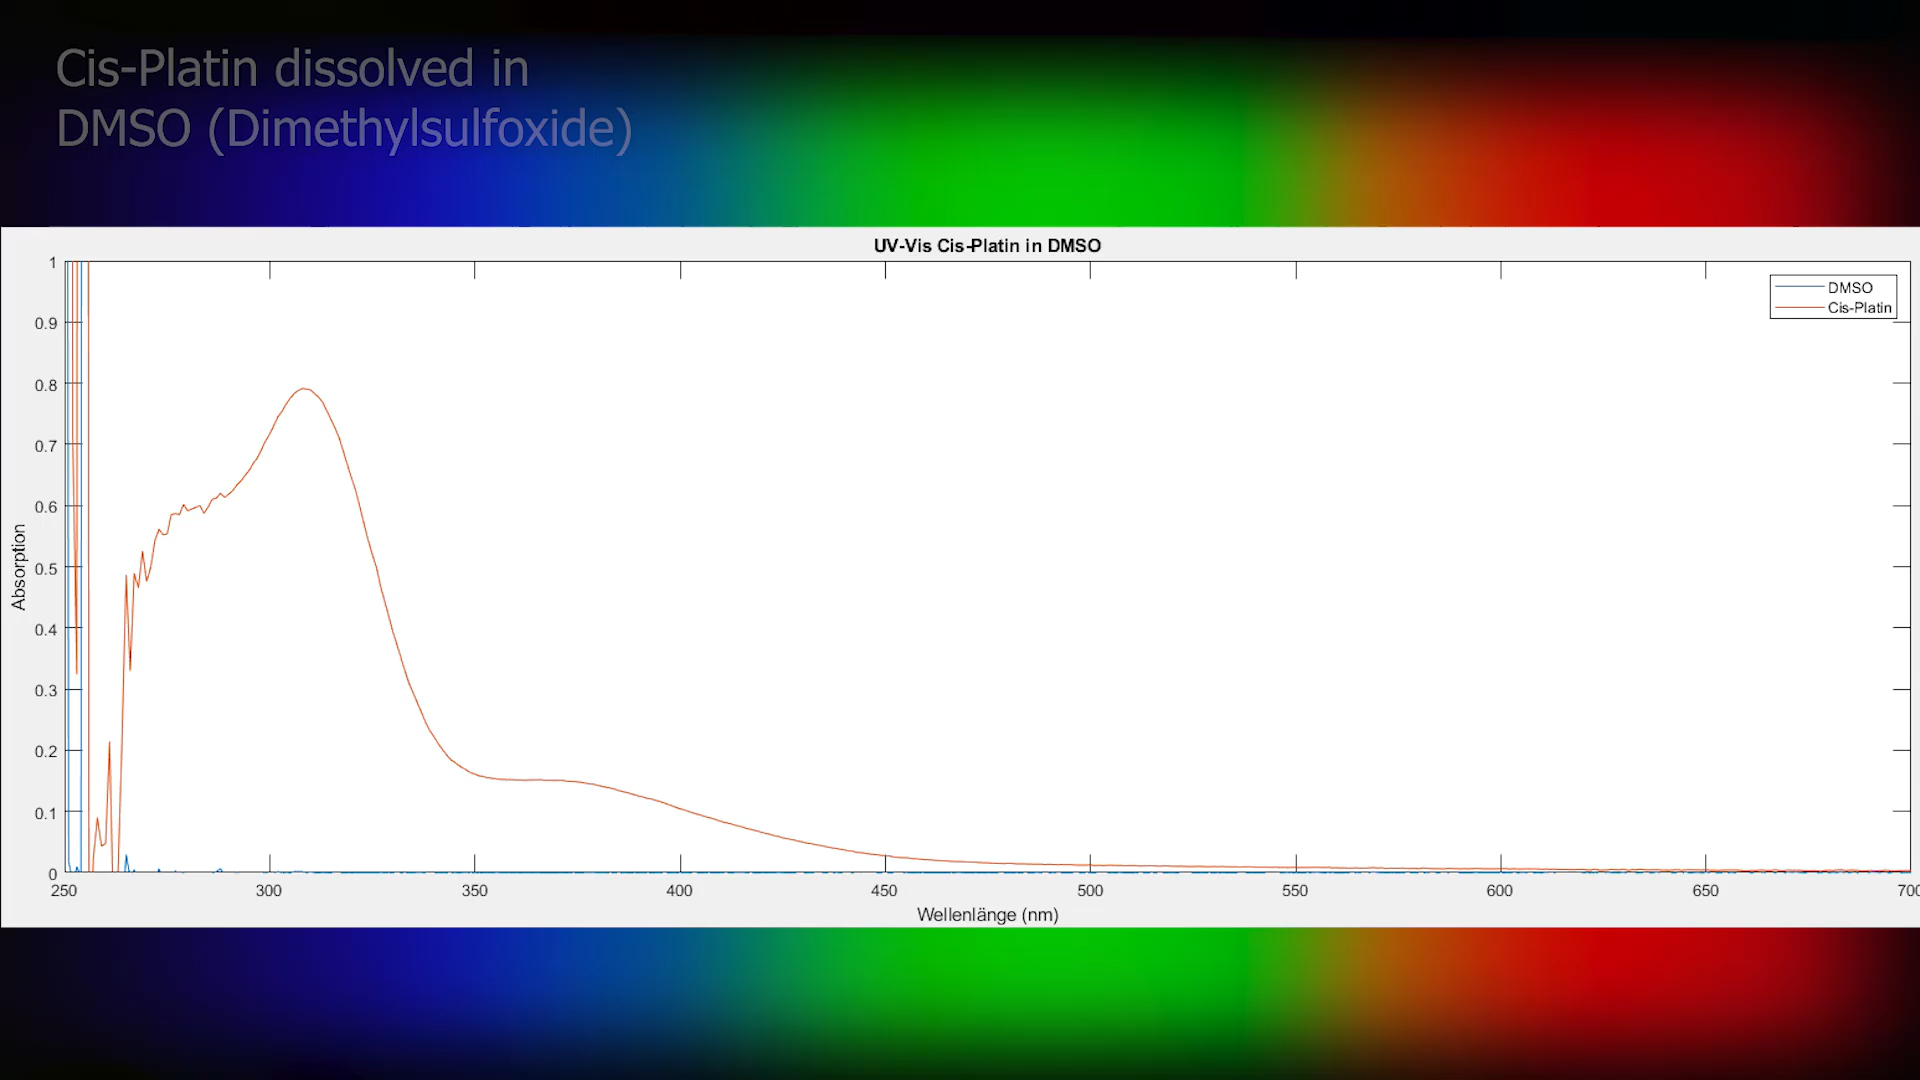 Cis-Platin dissolved in
DMSO (Dimethylsulfoxide)
UV-Vis Cis-Platin in DMSO
DMSO
Cis-Platin
Absorption
1
0.9
0.8
0.7
0.6
0.5
0.4
0.3
0.2
0.1
0
250 300 350 400 450 500 550 600 650 700
Wellenlänge (nm)